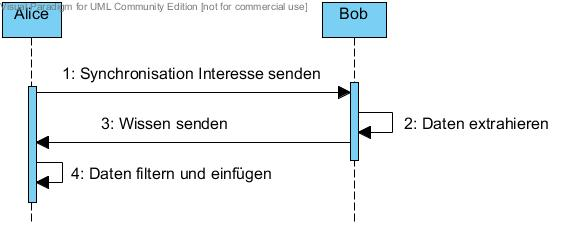 Visual Paradigm for UML Community Edition [not for commercial use]
Alice
Bob
1: Synchronisation Interesse senden
2: Daten extrahieren
3: Wissen senden
4: Daten filtern und einfügen